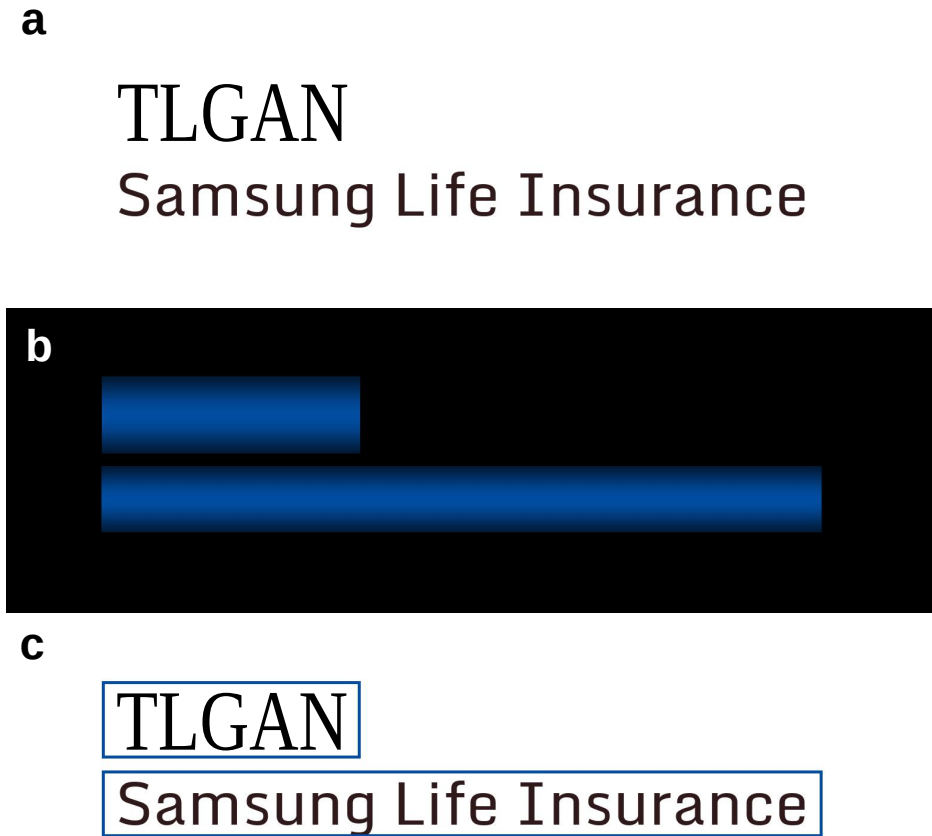 a
TLGAN
Samsung Life Insurance
b
c
TLGAN
Samsung Life Insurance